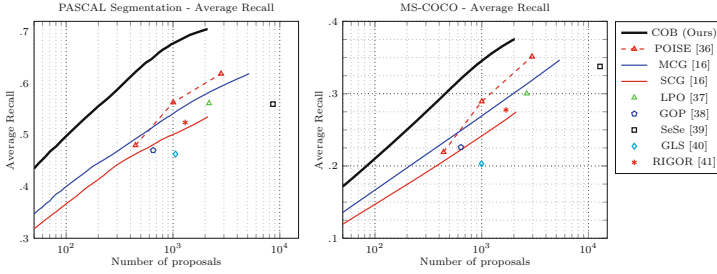 PASCAL Segmentation - Average Recall
Average Recall
.7
.6
.5
.4
.3
10²
10³
10⁴
Number of proposals
MS-COCO - Average Recall
Average Recall
.4
.3
.2
.1
10²
10³
10⁴
Number of proposals
COB (Ours)
POISE [36]
MCG [16]
SCG [16]
LPO [37]
GOP [38]
SeSe [39]
GLS [40]
RIGOR [41]